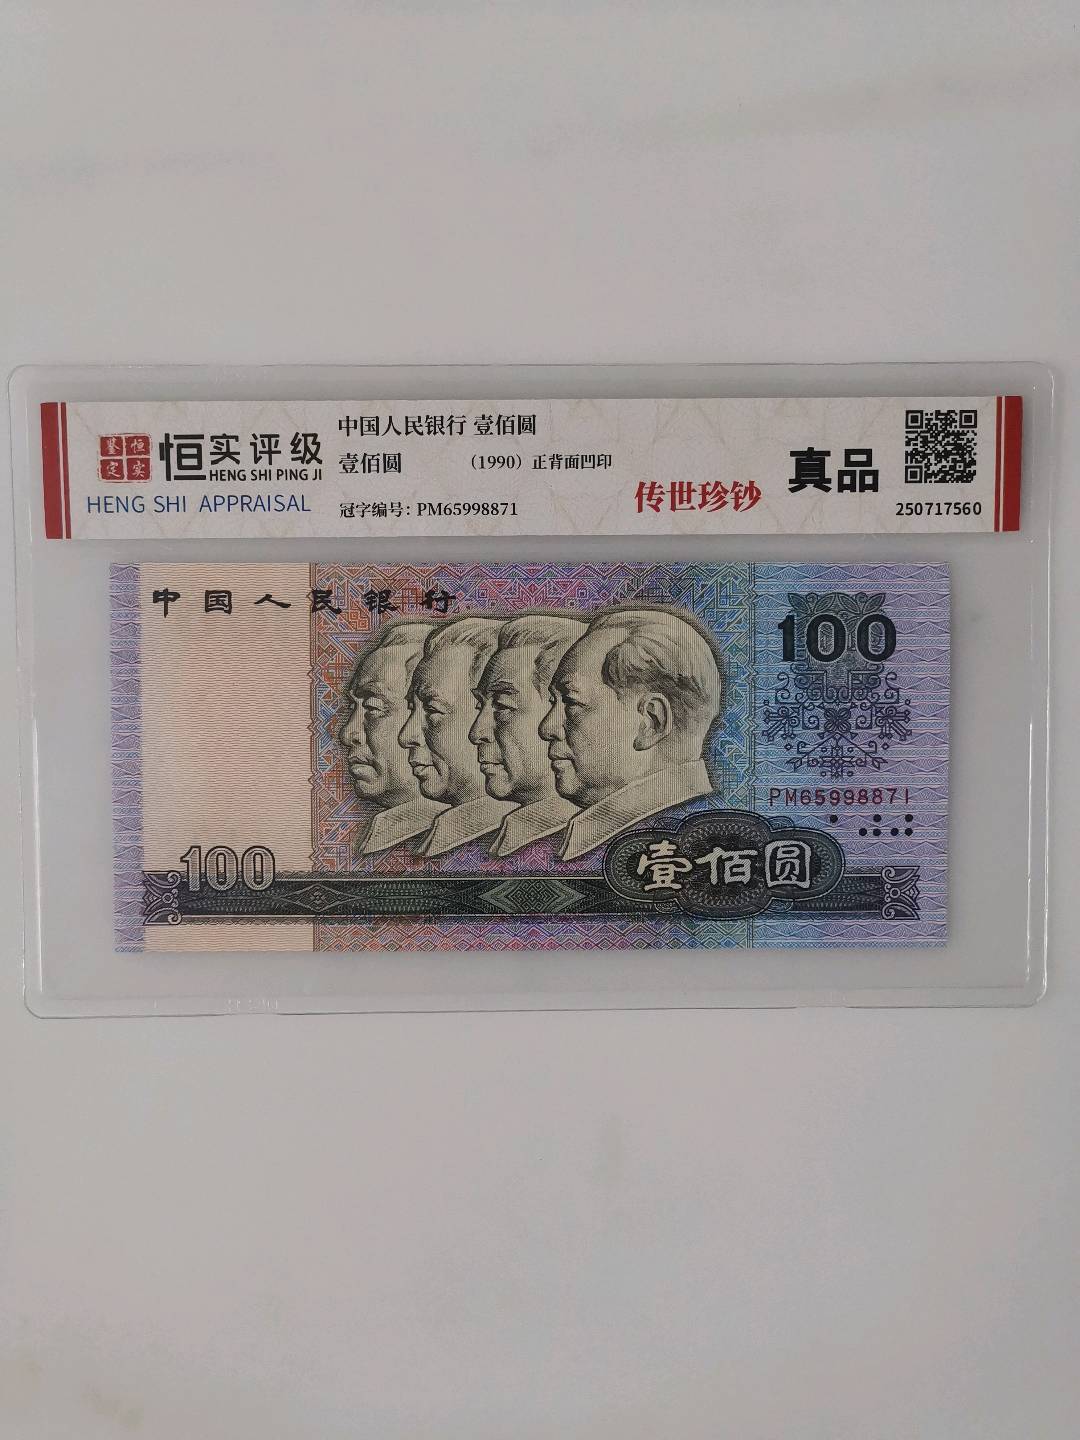 中国人民银行 壹佰圆
鉴恒
定实
恒实评级
HENG SHI PING JI
HENG SHI APPRAISAL
壹佰圆 （1990）正背面凹印
冠字编号：PM65998871
传世珍钞
真品
250717560
中国人民银行
100
PM65998871
100
壹佰圆